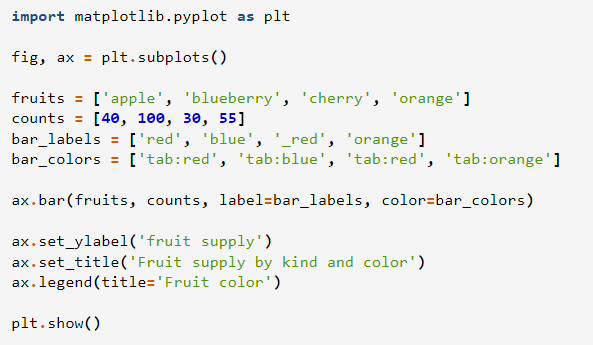 import matplotlib.pyplot as plt
fig, ax = plt.subplots()
fruits = ['apple', 'blueberry', 'cherry', 'orange']
counts = [40, 100, 30, 55]
bar_labels = ['red', 'blue', '_red', 'orange']
bar_colors = ['tab:red', 'tab:blue', 'tab:red', 'tab:orange']
ax.bar(fruits, counts, label=bar_labels, color=bar_colors)
ax.set_ylabel('fruit supply')
ax.set_title('Fruit supply by kind and color')
ax.legend(title='Fruit color')
plt.show()